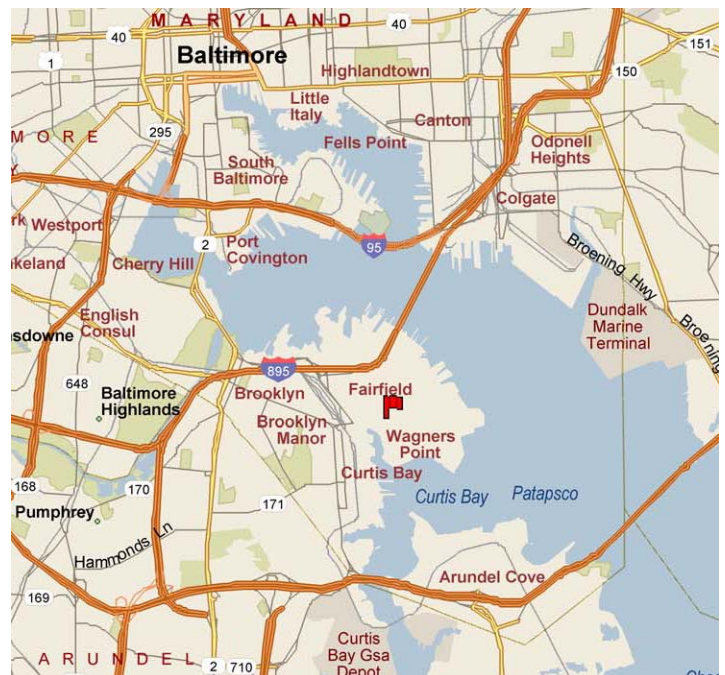 MARYLAND
40
40
151
1
Baltimore
150
Highlandtown
Little
Italy
Canton
295
MORE
Fells Point
Odonell
Heights
South
Baltimore
Colgate
Westport
2
Port
Covington
95
Broening Hwy
Cherry Hill
English
Consul
Dundalk
Marine
Terminal
648
895
Baltimore
Highlands
Brooklyn
Fairfield
Brooklyn
Manor
Wagners
Point
Curtis Bay
168
170
171
Curtis Bay
Patapsco
Pumphrey
Hammonds Ln
Arundel Cove
169
ARUNDEL
2
710
Curtis
Bay Gsa
Depot